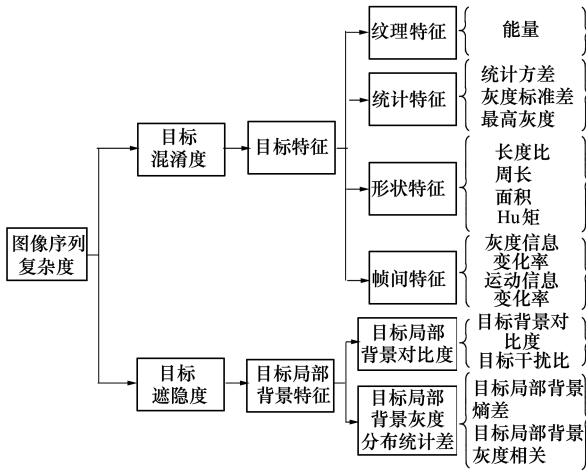 图像序列
复杂度
目标
混淆度
目标特征
纹理特征
能量
统计特征
统计方差
灰度标准差
最高灰度
形状特征
长度比
周长
面积
Hu矩
帧间特征
灰度信息
变化率
运动信息
变化率
目标
遮隐度
目标局部
背景特征
目标局部
背景对比度
目标背景对
比度
目标干扰比
目标局部
背景灰度
分布统计差
目标局部背景
熵差
目标局部背景
灰度相关